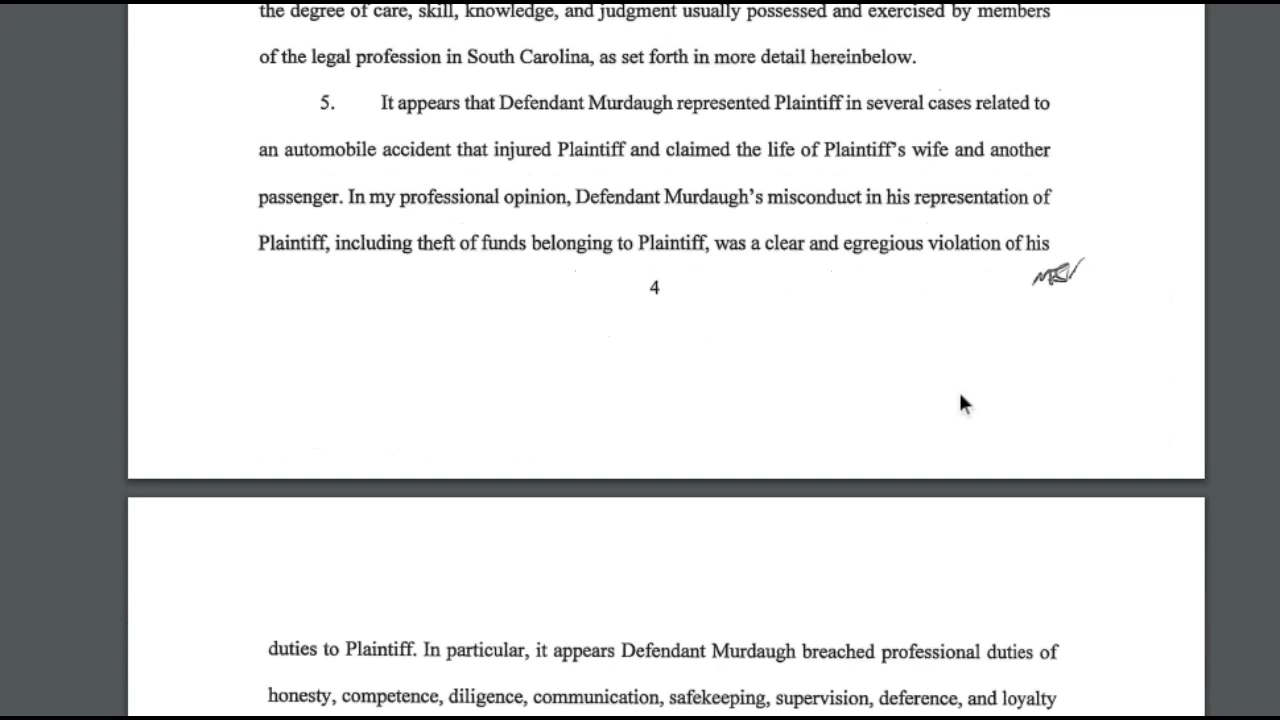 the degree of care, skill, knowledge, and judgment usually possessed and exercised by members
of the legal profession in South Carolina, as set forth in more detail hereinbelow.
5. It appears that Defendant Murdaugh represented Plaintiff in several cases related to
an automobile accident that injured Plaintiff and claimed the life of Plaintiff's wife and another
passenger. In my professional opinion, Defendant Murdaugh's misconduct in his representation of
Plaintiff, including theft of funds belonging to Plaintiff, was a clear and egregious violation of his
4
duties to Plaintiff. In particular, it appears Defendant Murdaugh breached professional duties of
honesty, competence, diligence, communication, safekeeping, supervision, deference, and loyalty